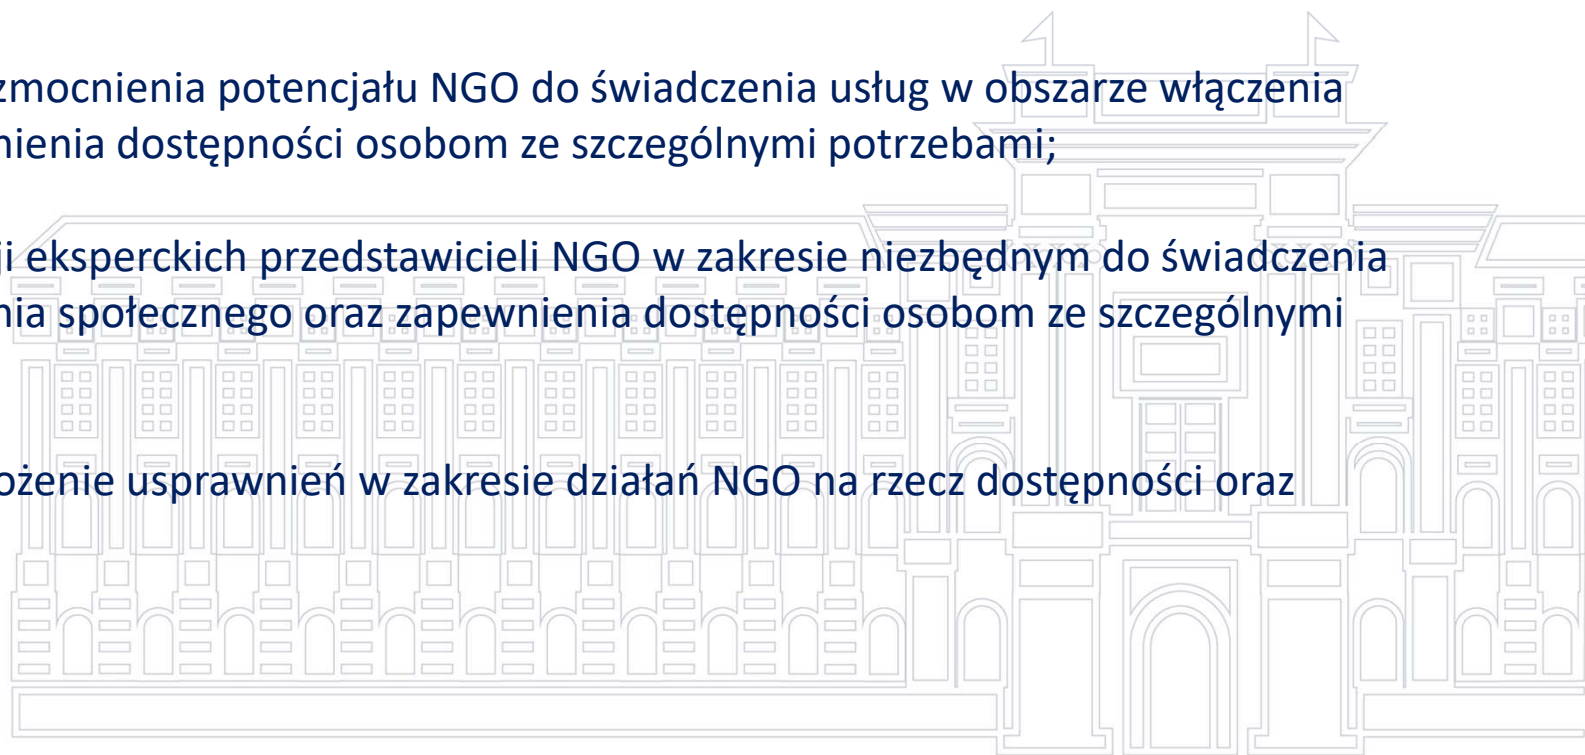 zmocnienia potencjału NGO do świadczenia usług w obszarze włączenia
nienia dostępności osobom ze szczególnymi potrzebami;
ji eksperckich przedstawicieli NGO w zakresie niezbędnym do świadczenia
nia społecznego oraz zapewnienia dostępności osobom ze szczególnymi
ożenie usprawnień w zakresie działań NGO na rzecz dostępności oraz